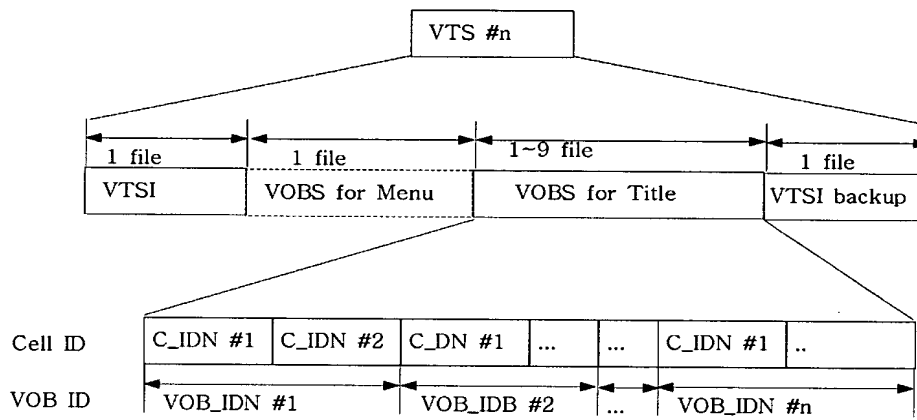 VTS #n
1 file 1 file 1~9 file 1 file
VTSI VOBS for Menu VOBS for Title VTSI backup
Cell ID C_IDN #1 C_IDN #2 C_DN #1 ... ... C_IDN #1 ..
VOB ID VOB_IDN #1 VOB_IDB #2 ... VOB_IDN #n